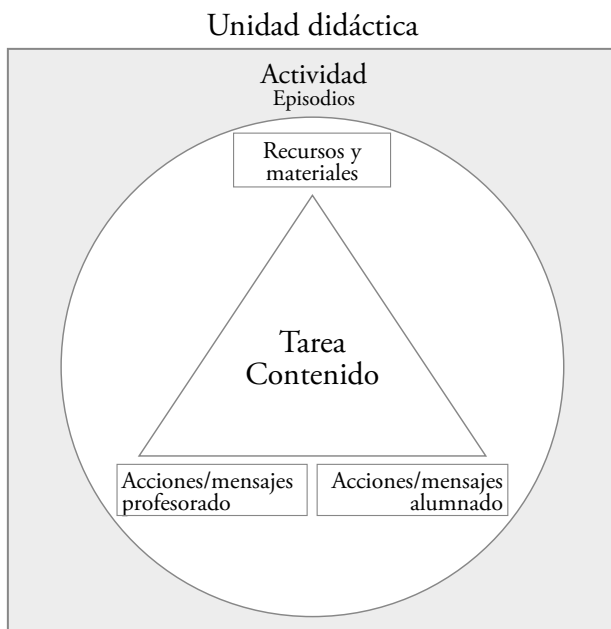 Unidad didáctica
Actividad
Episodios
Recursos y
materiales
Tarea
Contenido
Acciones/mensajes
profesorado
Acciones/mensajes
alumnado